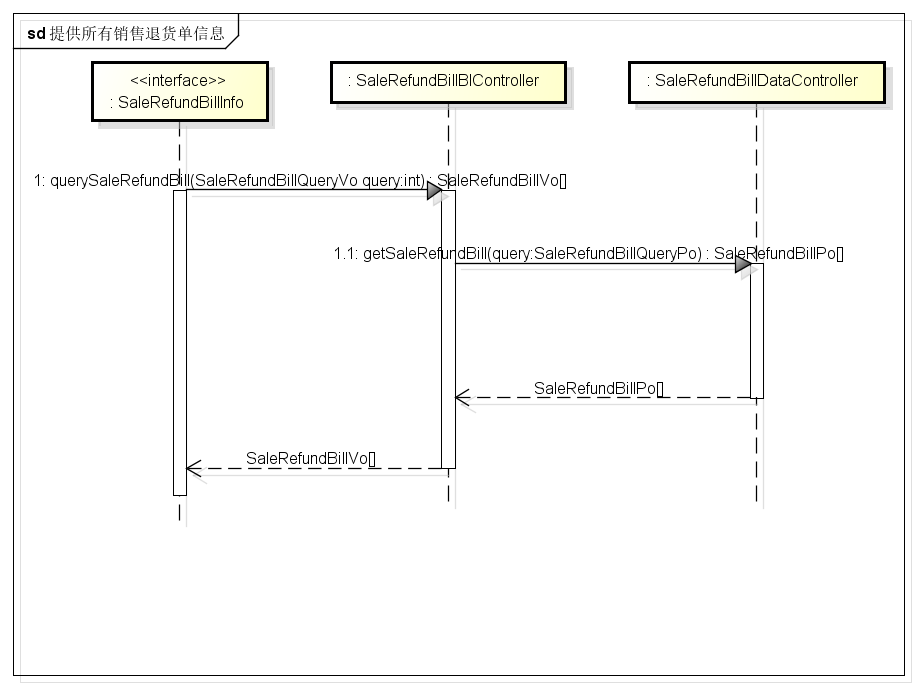 sd 提供所有销售退货单信息
<<interface>>
: SaleRefundBillInfo
: SaleRefundBillBlController
: SaleRefundBillDataController
1: querySaleRefundBill(SaleRefundBillQueryVo query:int) : SaleRefundBillVo[]
1.1: getSaleRefundBill(query:SaleRefundBillQueryPo) : SaleRefundBillPo[]
SaleRefundBillPo[]
SaleRefundBillVo[]